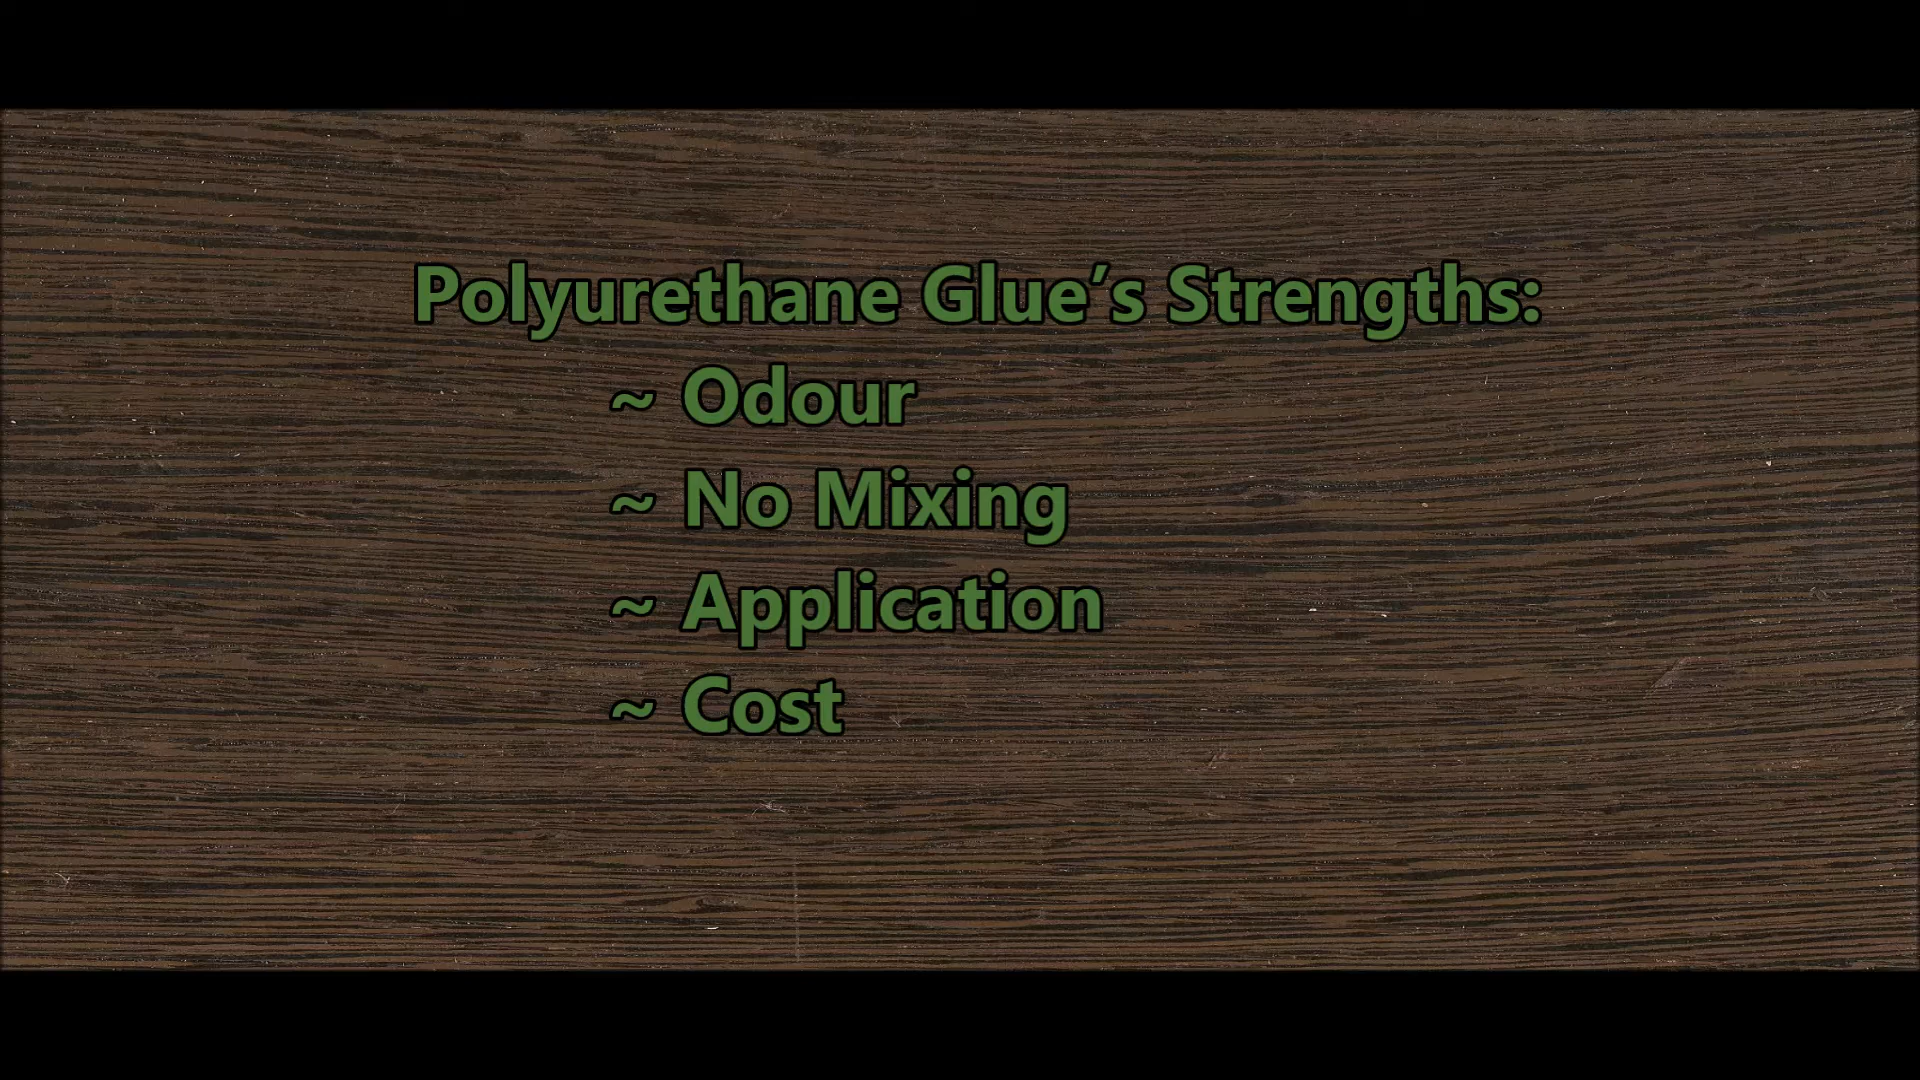 Polyurethane Glue’s Strengths:
~ Odour
~ No Mixing
~ Application
~ Cost